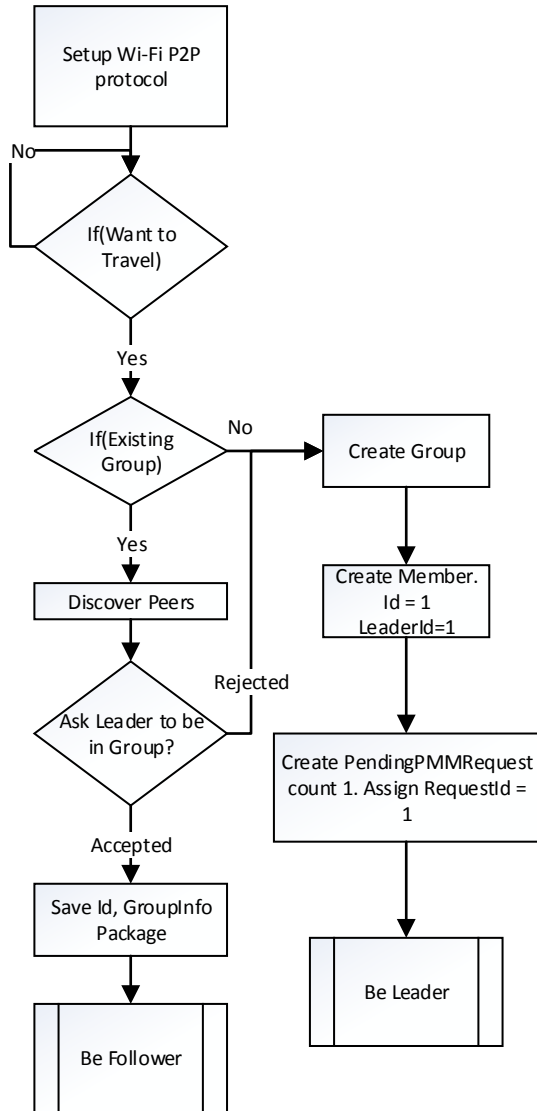 Setup Wi-Fi P2P
protocol
No
If(Want to
Travel)
Yes
If(Existing
Group)
No
Create Group
Yes
Discover Peers
Create Member.
Id = 1
LeaderId=1
Ask Leader to be
in Group?
Rejected
Create PendingPMMRequest
count 1. Assign RequestId =
1
Accepted
Save Id, GroupInfo
Package
Be Leader
Be Follower